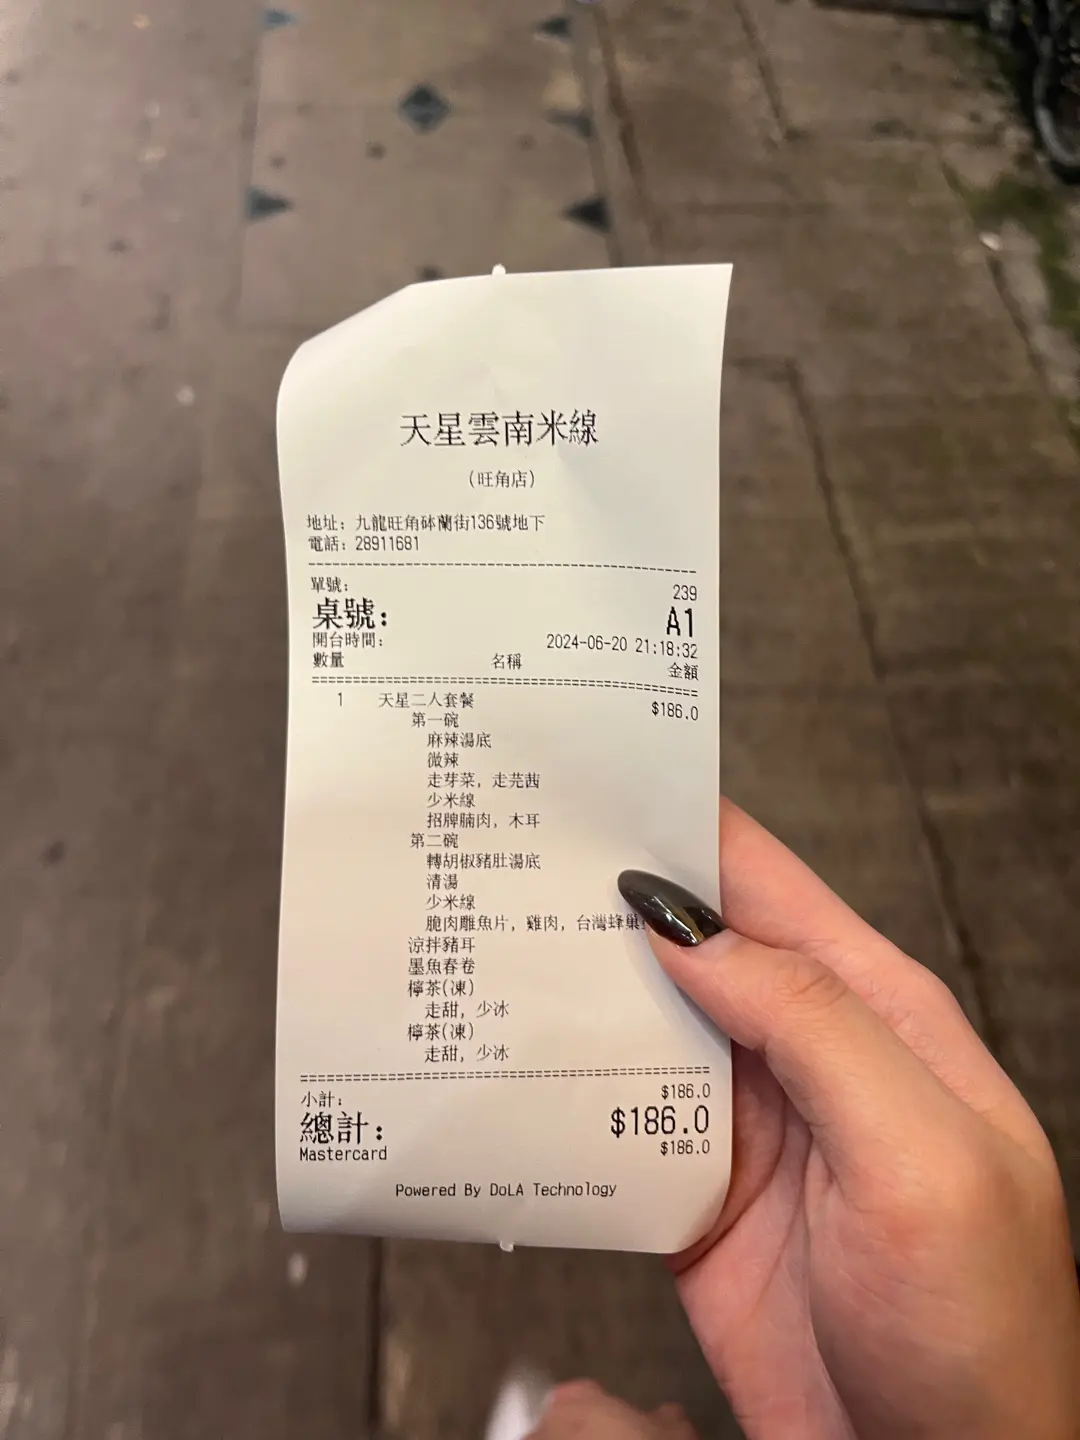 天星雲南米線
(旺角店)
地址: 九龍旺角砵蘭街136號地下
電話: 28911681
單號: 239
桌號: A1
開台時間: 2024-06-20 21:18:32
數量 名稱 金額
1 天星二人套餐 $186.0
第一碗
麻辣湯底
微辣
走芽菜, 走芫茜
少米線
招牌腩肉, 木耳
第二碗
轉胡椒豬肚湯底
清湯
少米線
脆肉雕魚片, 雞肉, 台灣蜂巢
涼拌豬耳
墨魚春卷
檸茶(凍)
走甜, 少冰
檸茶(凍)
走甜, 少冰
小計: $186.0
總計: $186.0
Mastercard $186.0
Powered By DoLA Technology